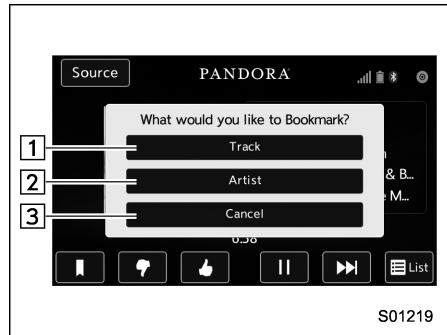 Source
PANDORA
What would you like to Bookmark?
1
Track
2
Artist
& B...
M...
3
Cancel
List
S01219